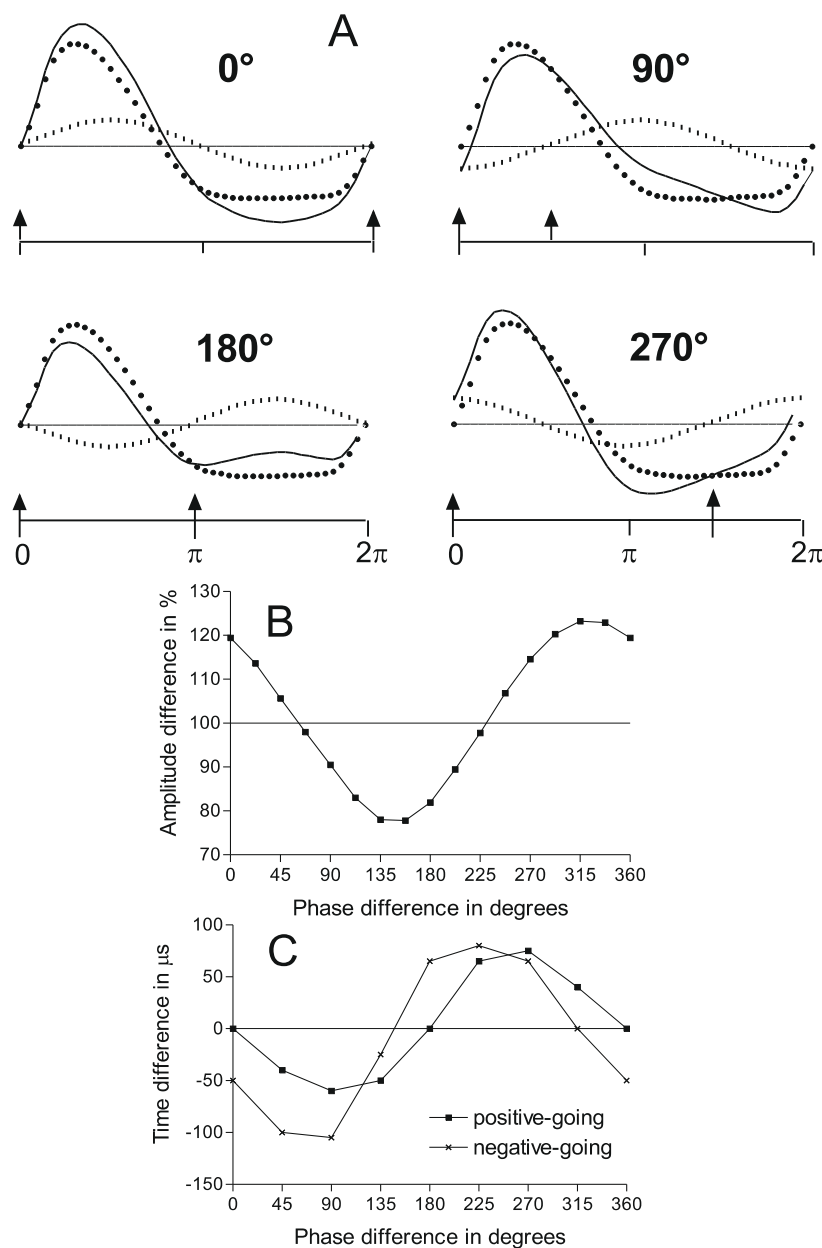 A
0°
90°
180°
270°
0
π
2π
0
π
2π
B
Amplitude difference in %
130
120
110
100
90
80
70
0 45 90 135 180 225 270 315 360
Phase difference in degrees
C
Time difference in µs
100
50
0
-50
-100
-150
positive-going
negative-going
0 45 90 135 180 225 270 315 360
Phase difference in degrees